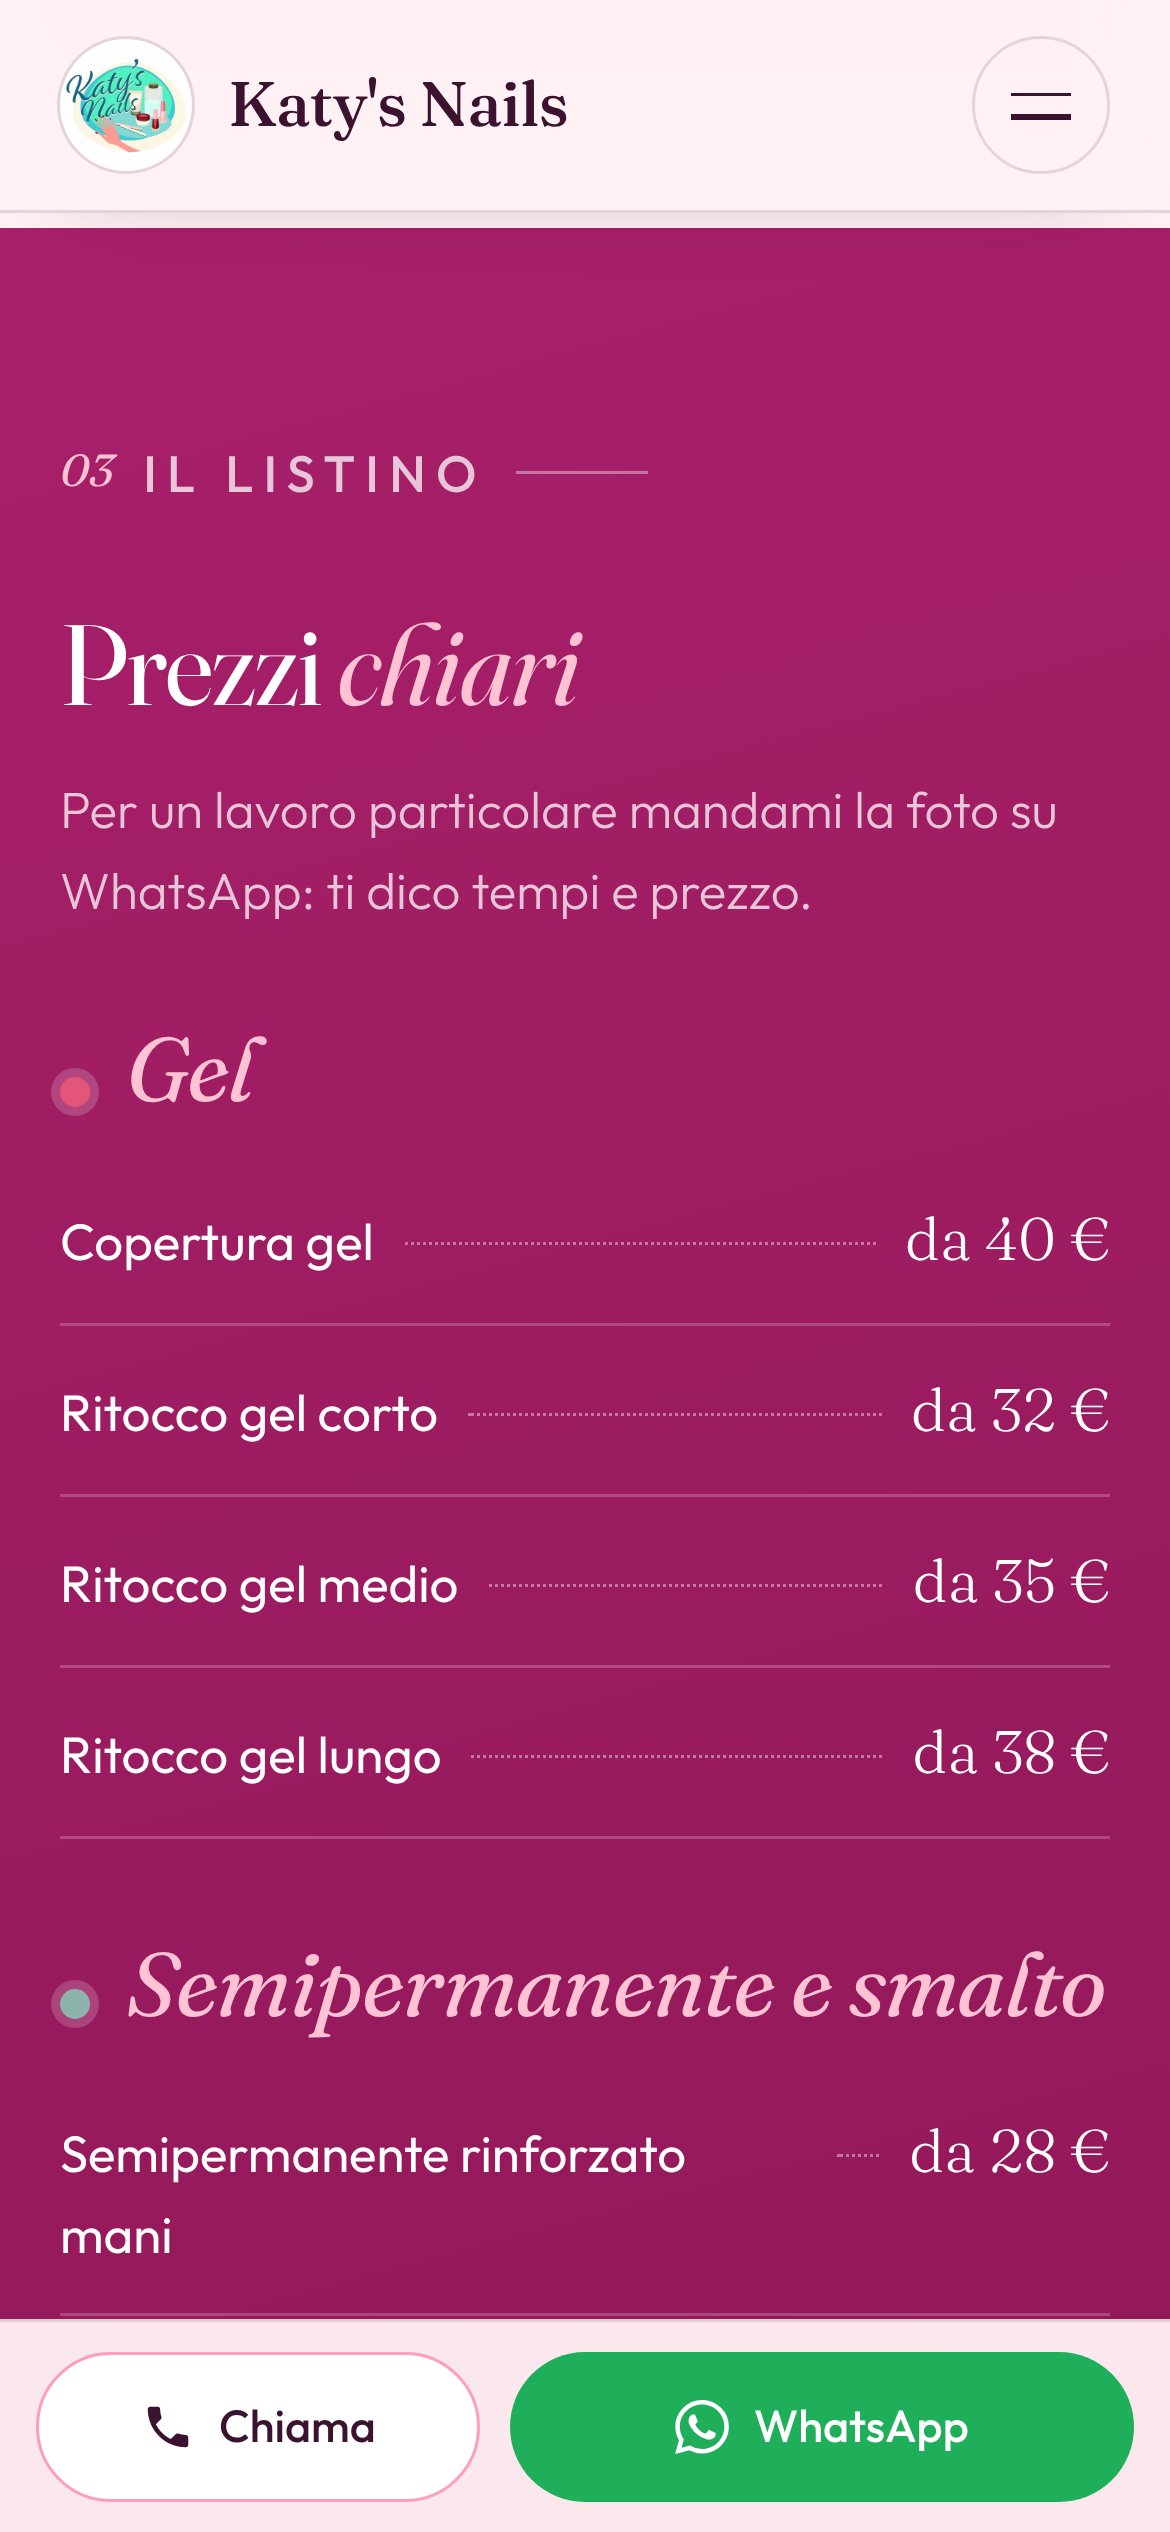 Katy's Nails
Katy's Nails
03 IL LISTINO
Prezzi chiari
Per un lavoro particolare mandami la foto su
WhatsApp: ti dico tempi e prezzo.
Gel
Copertura gel da 40 €
Ritocco gel corto da 32 €
Ritocco gel medio da 35 €
Ritocco gel lungo da 38 €
Semipermanente e smalto
Semipermanente rinforzato da 28 €
mani
Chiama WhatsApp